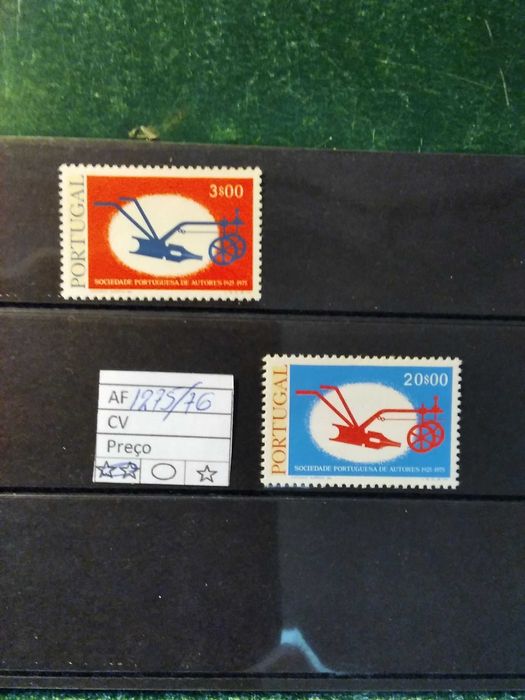 PORTUGAL
3$00
SOCIEDADE PORTUGUESA DE AUTORES 1925-1975
AF 1275/76
CV
Preço
PORTUGAL
20$00
SOCIEDADE PORTUGUESA DE AUTORES 1925-1975